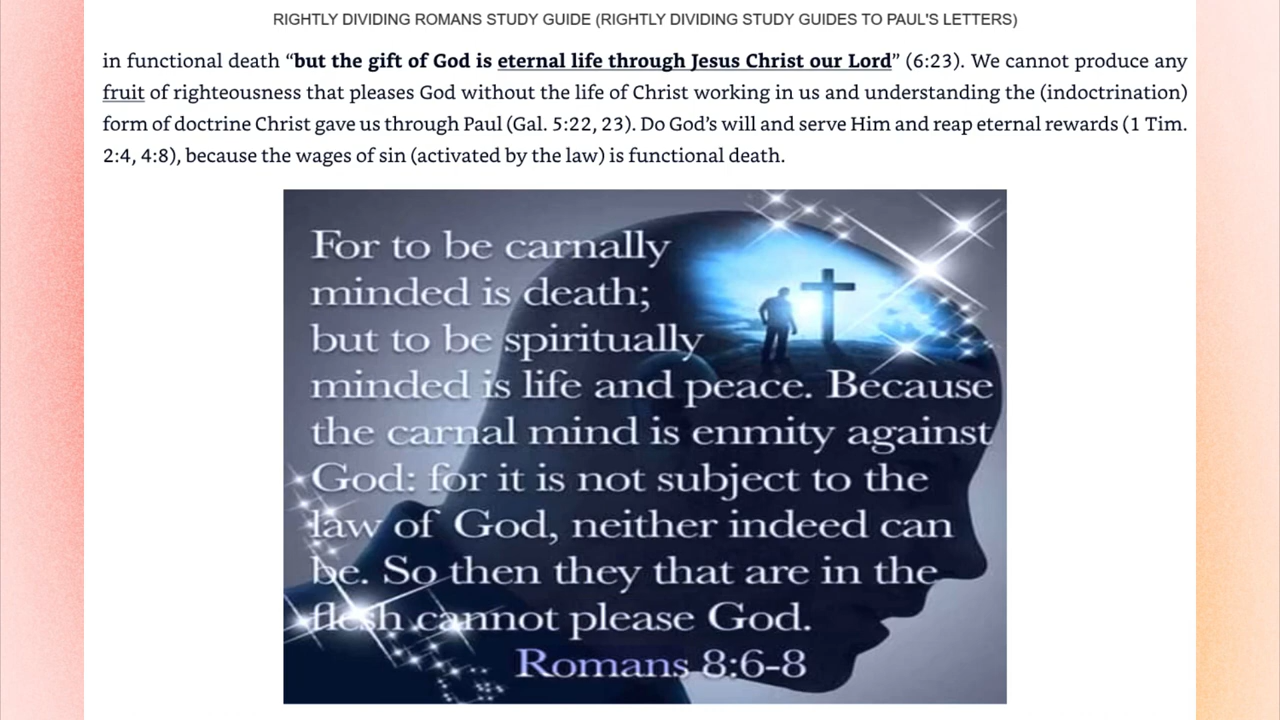 RIGHTLY DIVIDING ROMANS STUDY GUIDE (RIGHTLY DIVIDING STUDY GUIDES TO PAUL'S LETTERS)
in functional death “but the gift of God is eternal life through Jesus Christ our Lord” (6:23). We cannot produce any
fruit of righteousness that pleases God without the life of Christ working in us and understanding the (indoctrination)
form of doctrine Christ gave us through Paul (Gal. 5:22, 23). Do God’s will and serve Him and reap eternal rewards (1 Tim.
2:4, 4:8), because the wages of sin (activated by the law) is functional death.
For to be carnally
minded is death;
but to be spiritually
minded is life and peace. Because
the carnal mind is enmity against
God: for it is not subject to the
law of God, neither indeed can
be. So then they that are in the
flesh cannot please God.
Romans 8:6-8